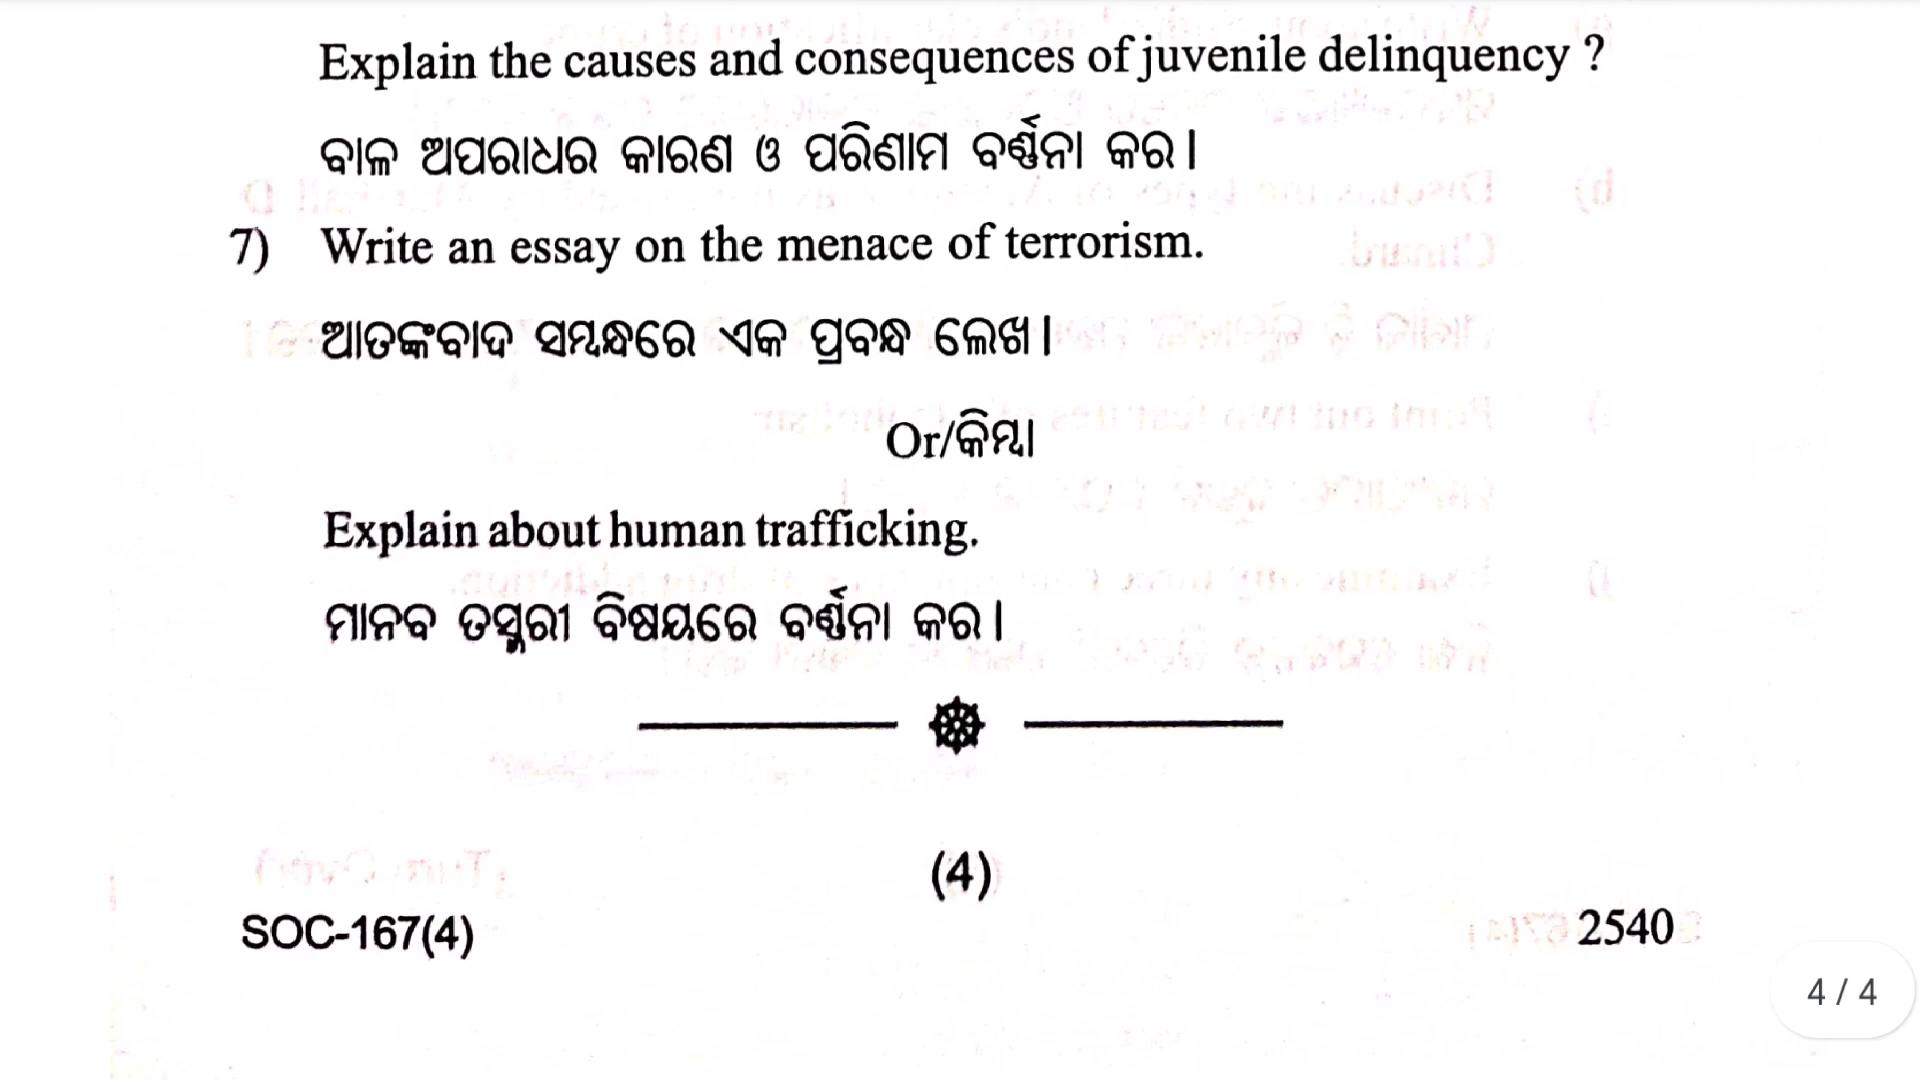 Explain the causes and consequences of juvenile delinquency ?
ବାଳ ଅପରାଧର କାରଣ ଓ ପରିଣାମ ବର୍ଣ୍ଣନା କର।
7) Write an essay on the menace of terrorism.
ଆତଙ୍କବାଦ ସମ୍ବନ୍ଧରେ ଏକ ପ୍ରବନ୍ଧ ଲେଖ।
Or/କିମ୍ବା
Explain about human trafficking.
ମାନବ ତସ୍କରୀ ବିଷୟରେ ବର୍ଣ୍ଣନା କର।
(4)
SOC-167(4) 2540
4 / 4